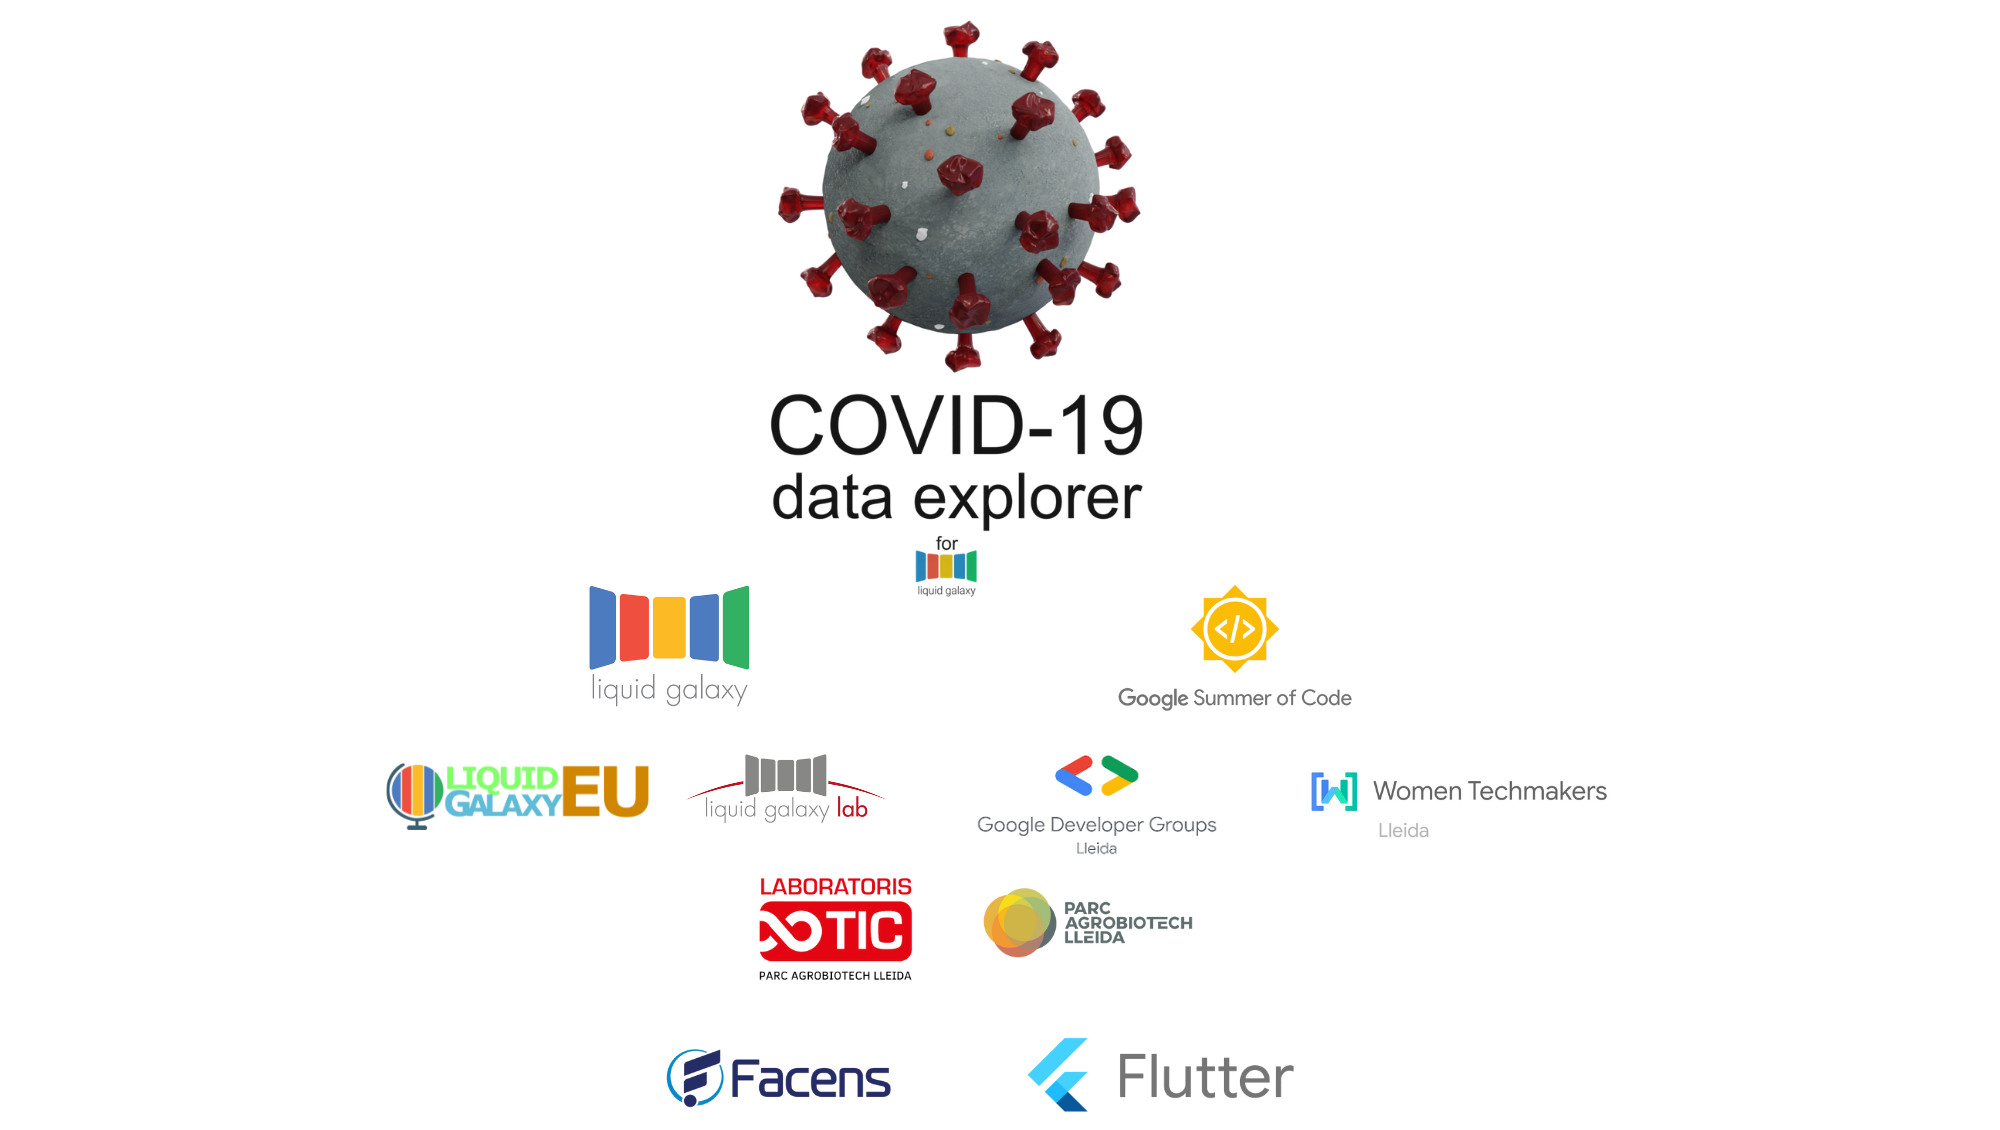 COVID-19
data explorer
for
liquid galaxy
liquid galaxy
Google Summer of Code
LIQUID
GALAXY EU
liquid galaxy lab
Google Developer Groups
Lleida
Women Techmakers
Lleida
LABORATORIS
TIC
PARC AGROBIOTECH LLEIDA
PARC
AGROBIOTECH
LLEIDA
Facens
Flutter